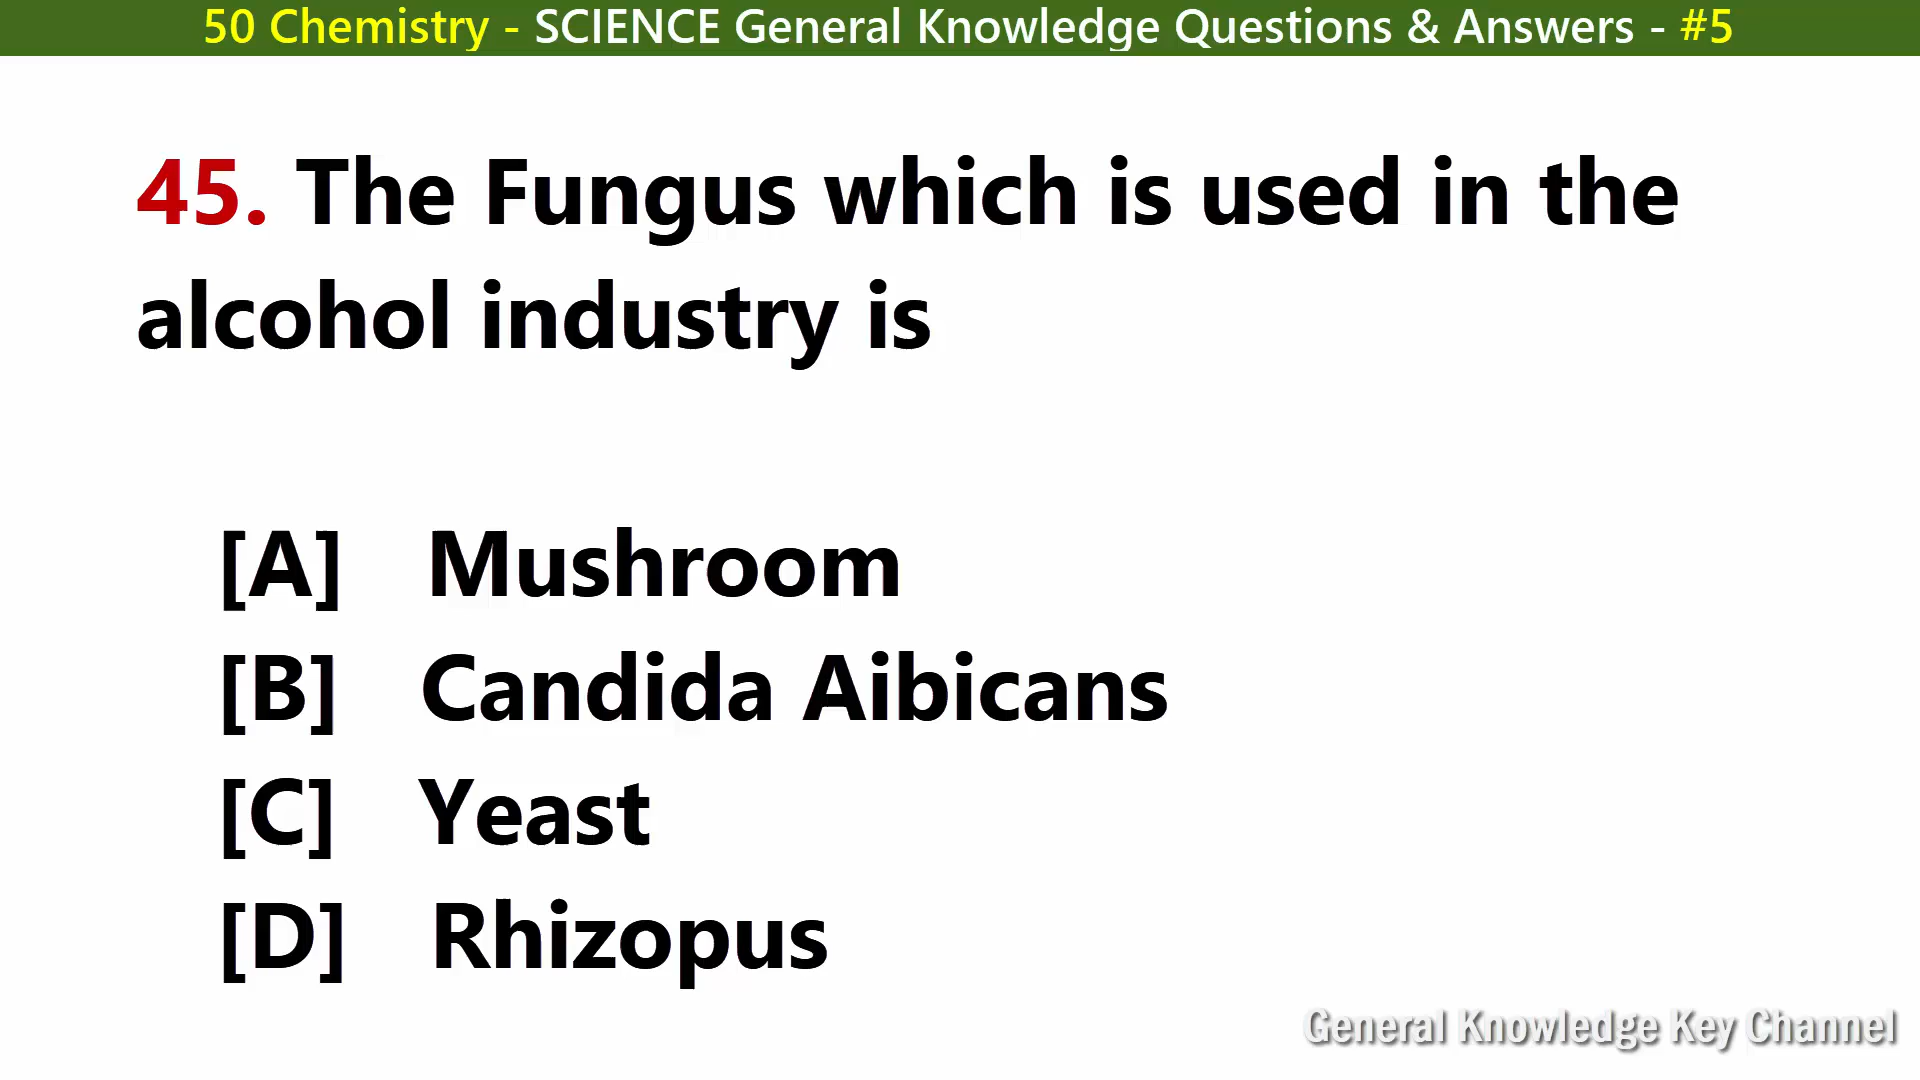 50 Chemistry - SCIENCE General Knowledge Questions & Answers - #5
45. The Fungus which is used in the
alcohol industry is
[A] Mushroom
[B] Candida Aibicans
[C] Yeast
[D] Rhizopus
General Knowledge Key Channel